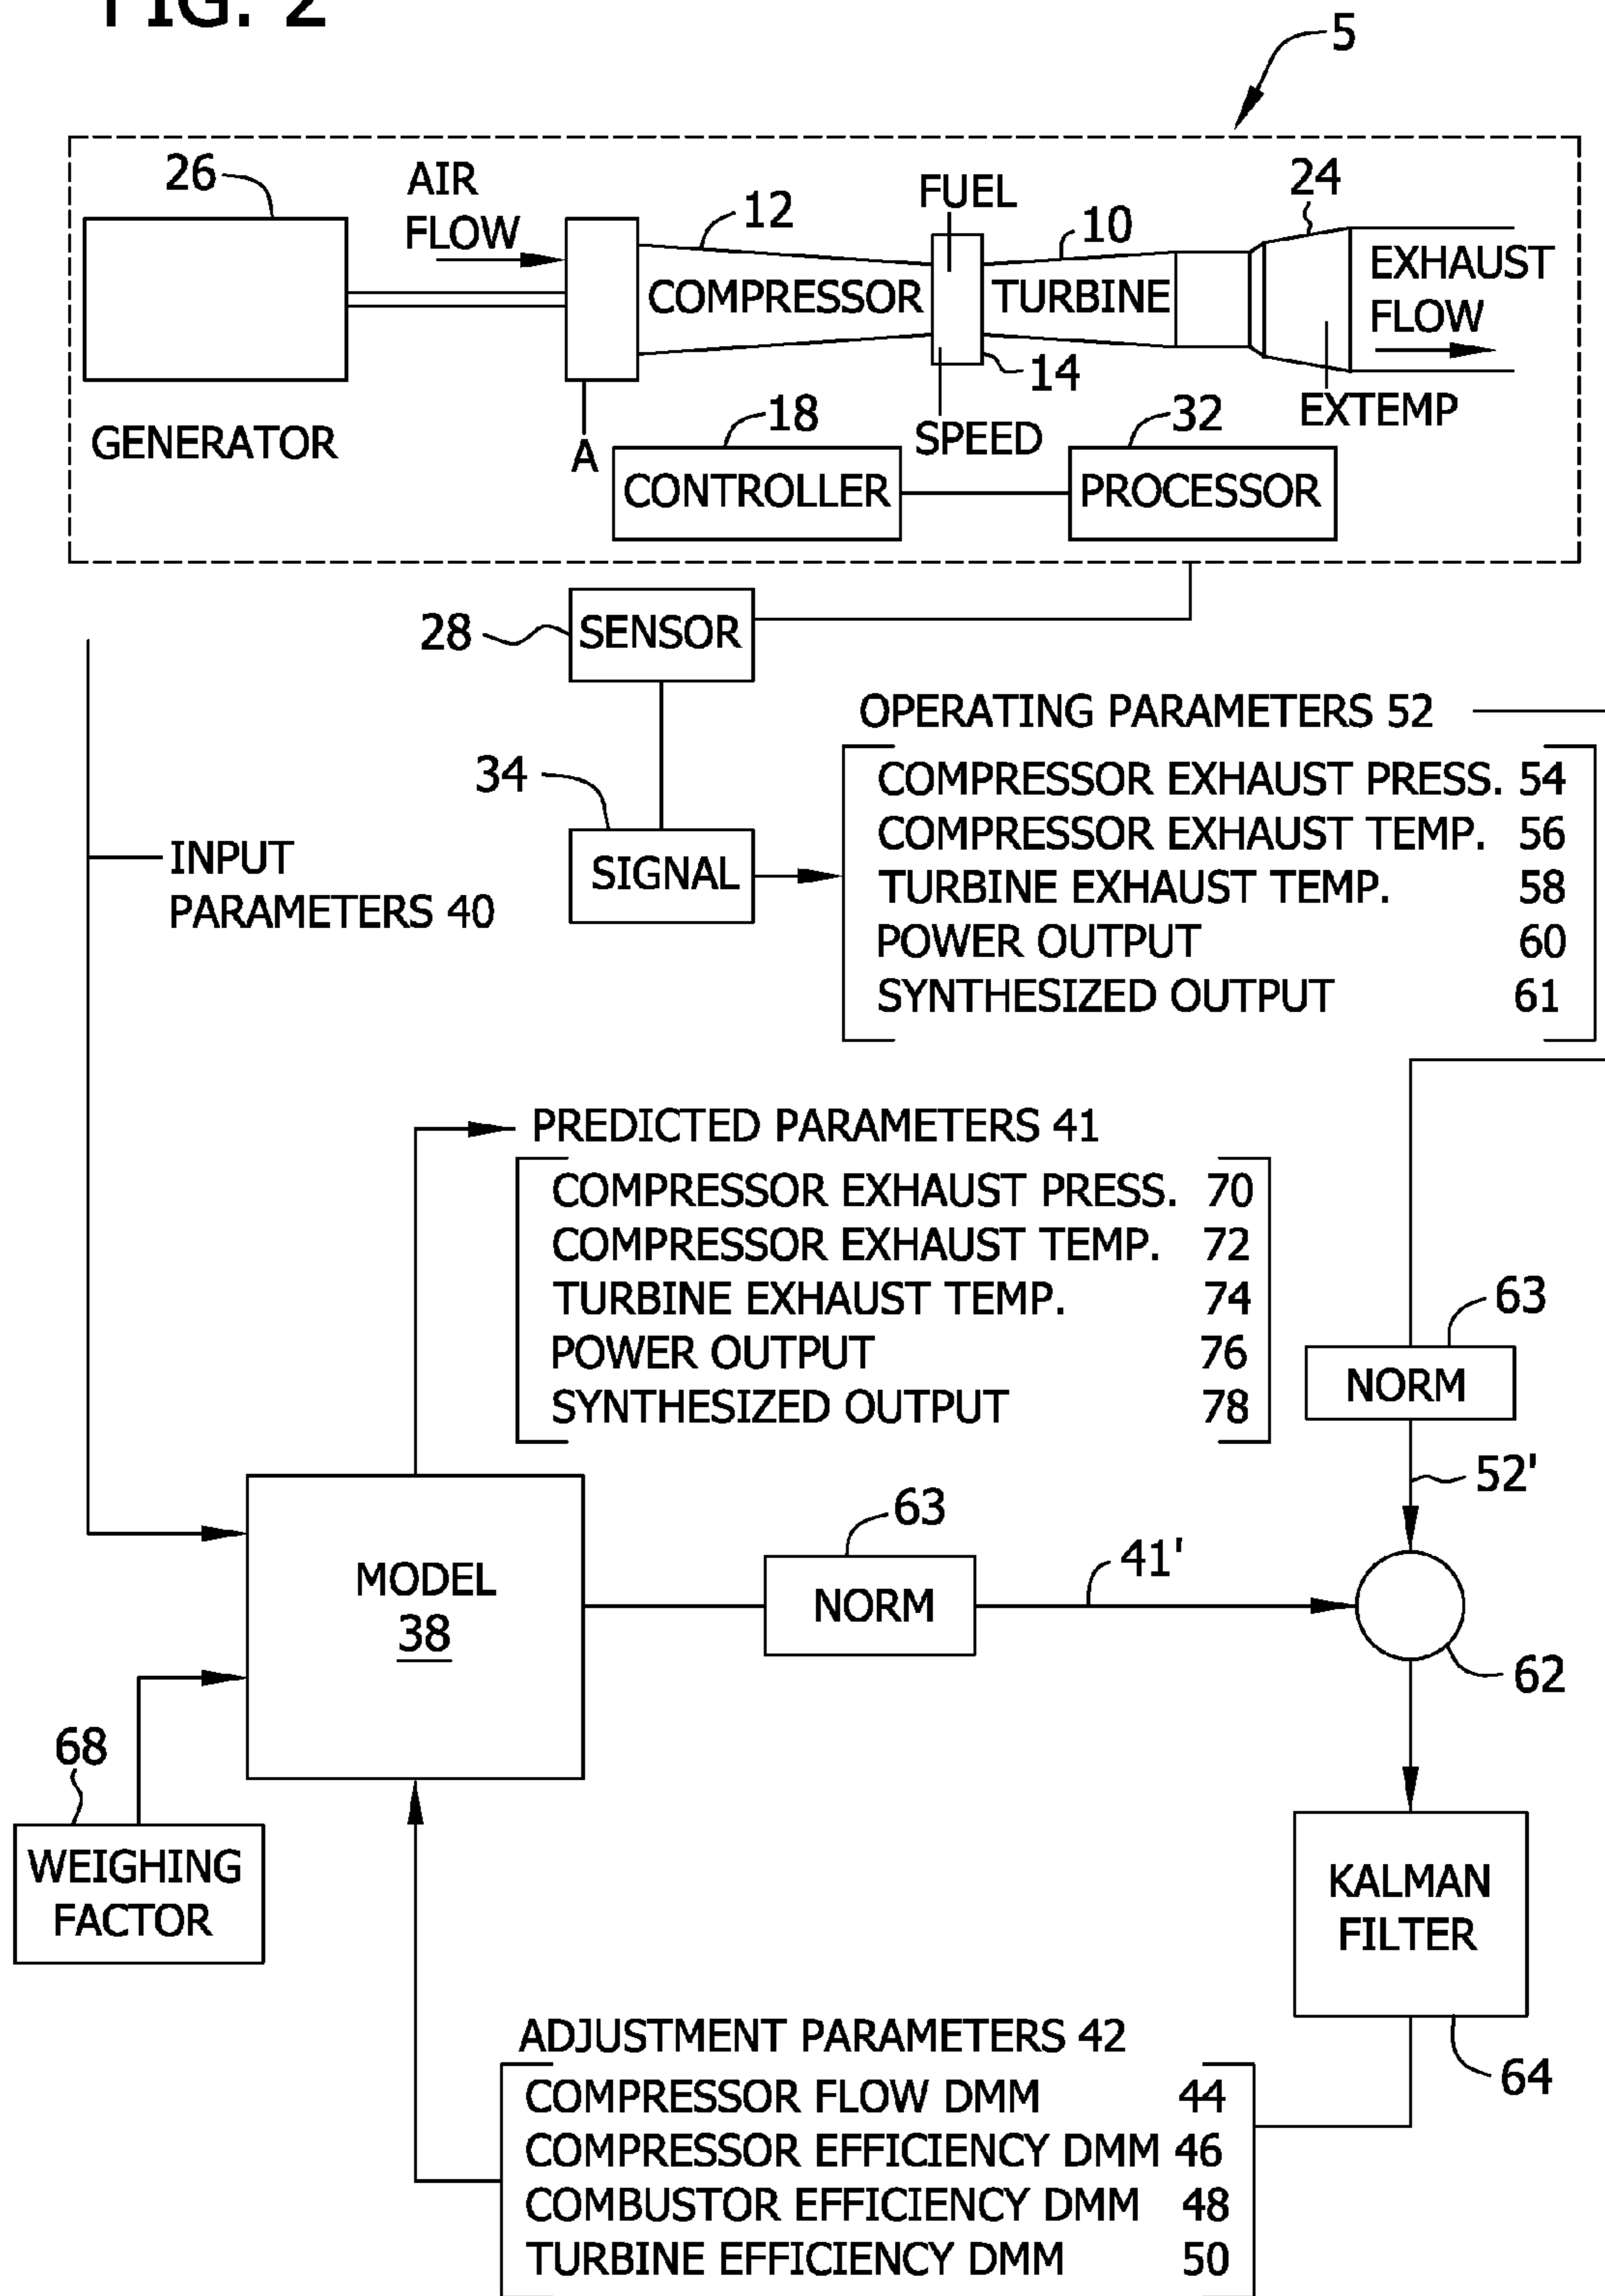 FIG. 2
5
26
AIR
FLOW
12
FUEL
10
24
COMPRESSOR
TURBINE
EXHAUST
FLOW
14
EXTEMP
GENERATOR
A
18
SPEED
32
CONTROLLER
PROCESSOR
28
SENSOR
OPERATING PARAMETERS 52
34
COMPRESSOR EXHAUST PRESS. 54
COMPRESSOR EXHAUST TEMP. 56
TURBINE EXHAUST TEMP. 58
POWER OUTPUT 60
SYNTHESIZED OUTPUT 61
SIGNAL
INPUT
PARAMETERS 40
PREDICTED PARAMETERS 41
COMPRESSOR EXHAUST PRESS. 70
COMPRESSOR EXHAUST TEMP. 72
TURBINE EXHAUST TEMP. 74
POWER OUTPUT 76
SYNTHESIZED OUTPUT 78
63
NORM
52'
63
NORM
41'
MODEL
38
62
68
WEIGHING
FACTOR
KALMAN
FILTER
64
ADJUSTMENT PARAMETERS 42
COMPRESSOR FLOW DMM 44
COMPRESSOR EFFICIENCY DMM 46
COMBUSTOR EFFICIENCY DMM 48
TURBINE EFFICIENCY DMM 50